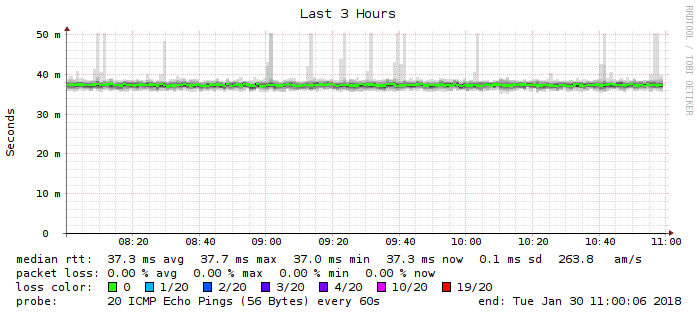 Last 3 Hours
RRDTOOL / TOBI OETIKER
Seconds
50 m
40 m
30 m
20 m
10 m
0
08:20 08:40 09:00 09:20 09:40 10:00 10:20 10:40 11:00
median rtt: 37.3 ms avg 37.7 ms max 37.0 ms min 37.3 ms now 0.1 ms sd 263.8 am/s
packet loss: 0.00 % avg 0.00 % max 0.00 % min 0.00 % now
loss color: 0 1/20 2/20 3/20 4/20 10/20 19/20
probe: 20 ICMP Echo Pings (56 Bytes) every 60s end: Tue Jan 30 11:00:06 2018